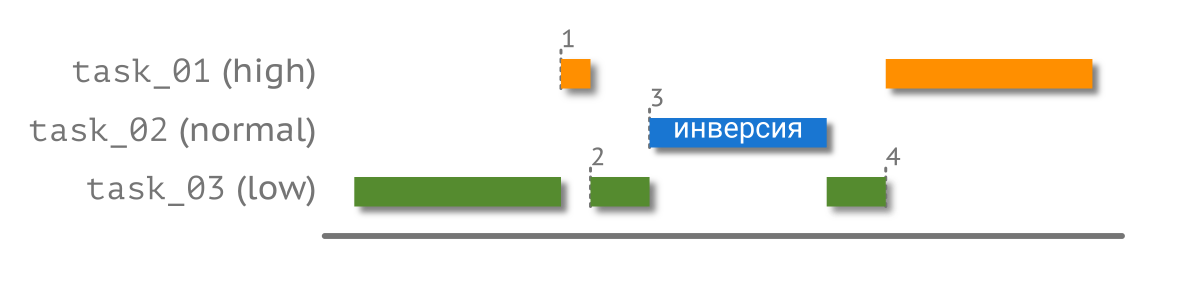 1
task_01 (high)
3
task_02 (normal)
инверсия
2
4
task_03 (low)